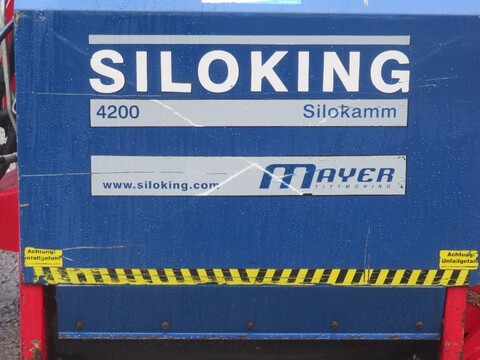 SILOKING
4200 Silokamm
www.siloking.com MAYER
TITTMONING
Achtung!
Unfallgefahr
Achtung!
Unfallgefahr